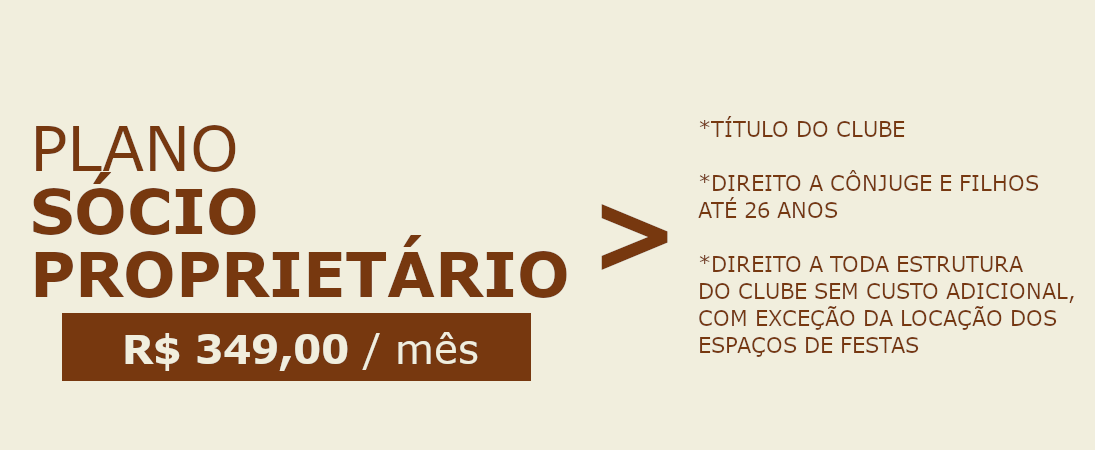 PLANO
SÓCIO
PROPRIETÁRIO
R$ 349,00 / mês
>
*TÍTULO DO CLUBE
*DIREITO A CÔNJUGE E FILHOS
ATÉ 26 ANOS
*DIREITO A TODA ESTRUTURA
DO CLUBE SEM CUSTO ADICIONAL,
COM EXCEÇÃO DA LOCAÇÃO DOS
ESPAÇOS DE FESTAS